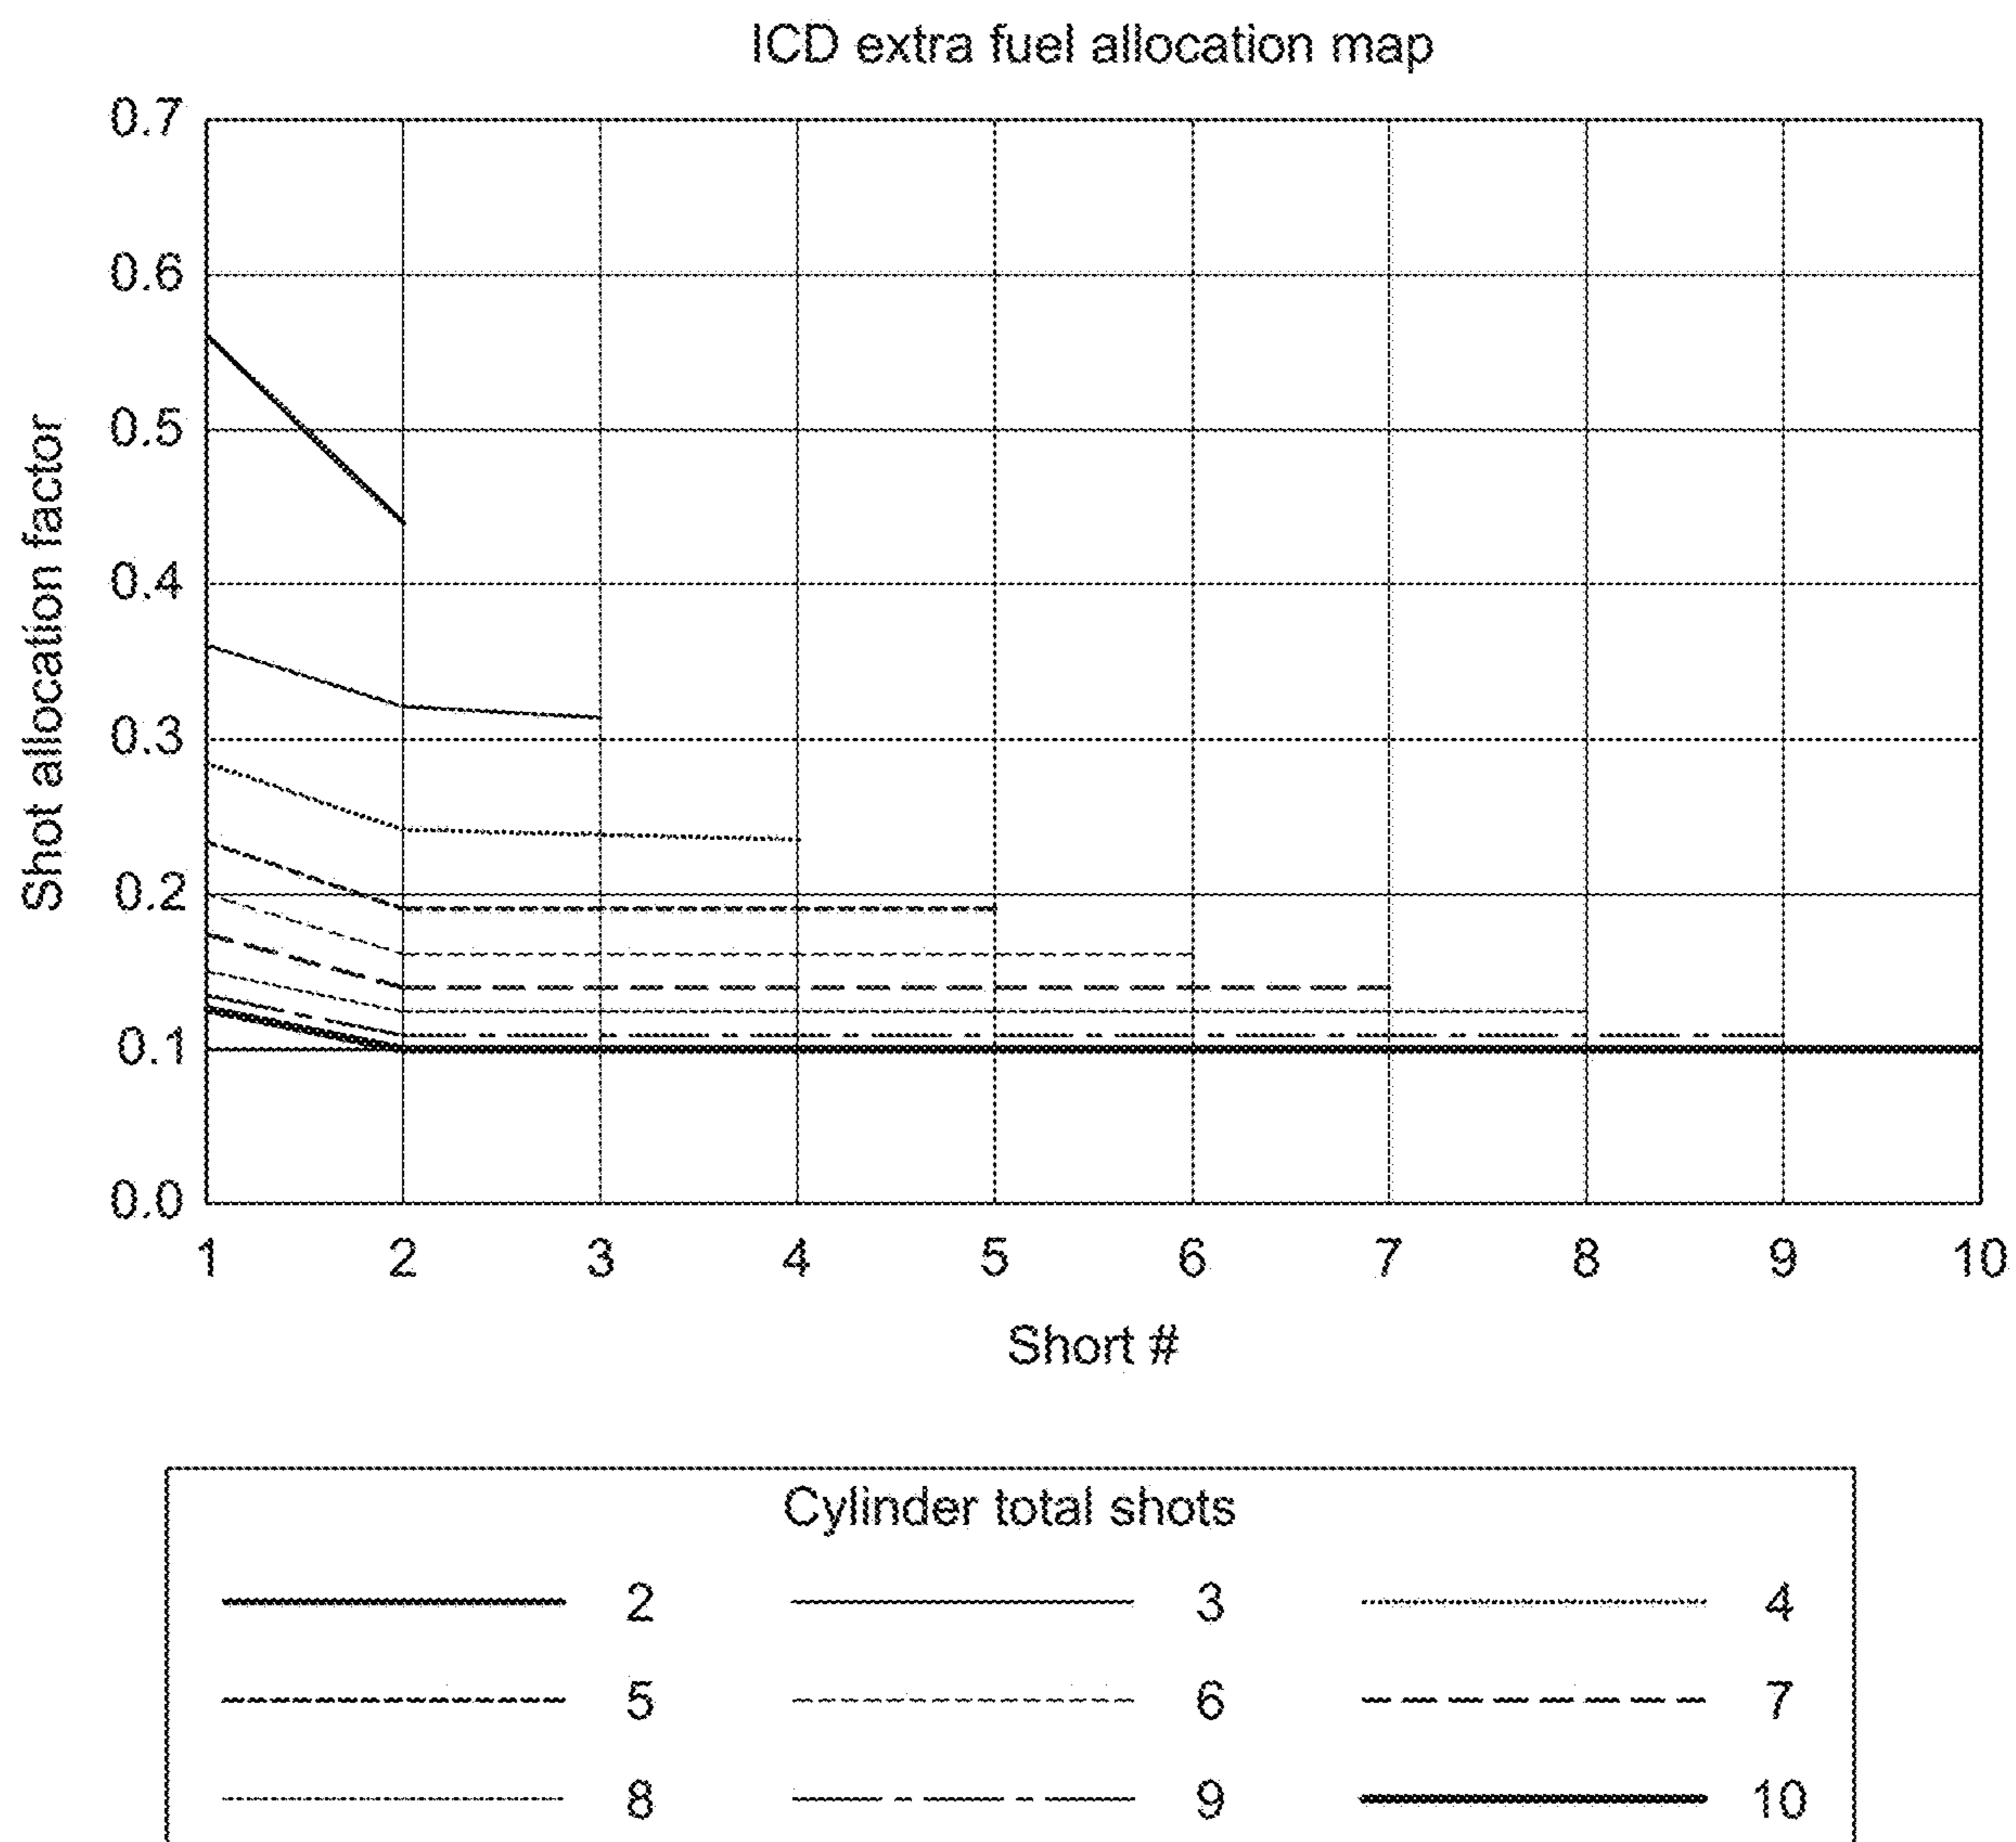 ICD extra fuel allocation map
0.7
0.6
0.5
0.4
0.3
0.2
0.1
0.0
Shot allocation factor
1 2 3 4 5 6 7 8 9 10
Short #
Cylinder total shots
2 3 4
5 6 7
8 9 10